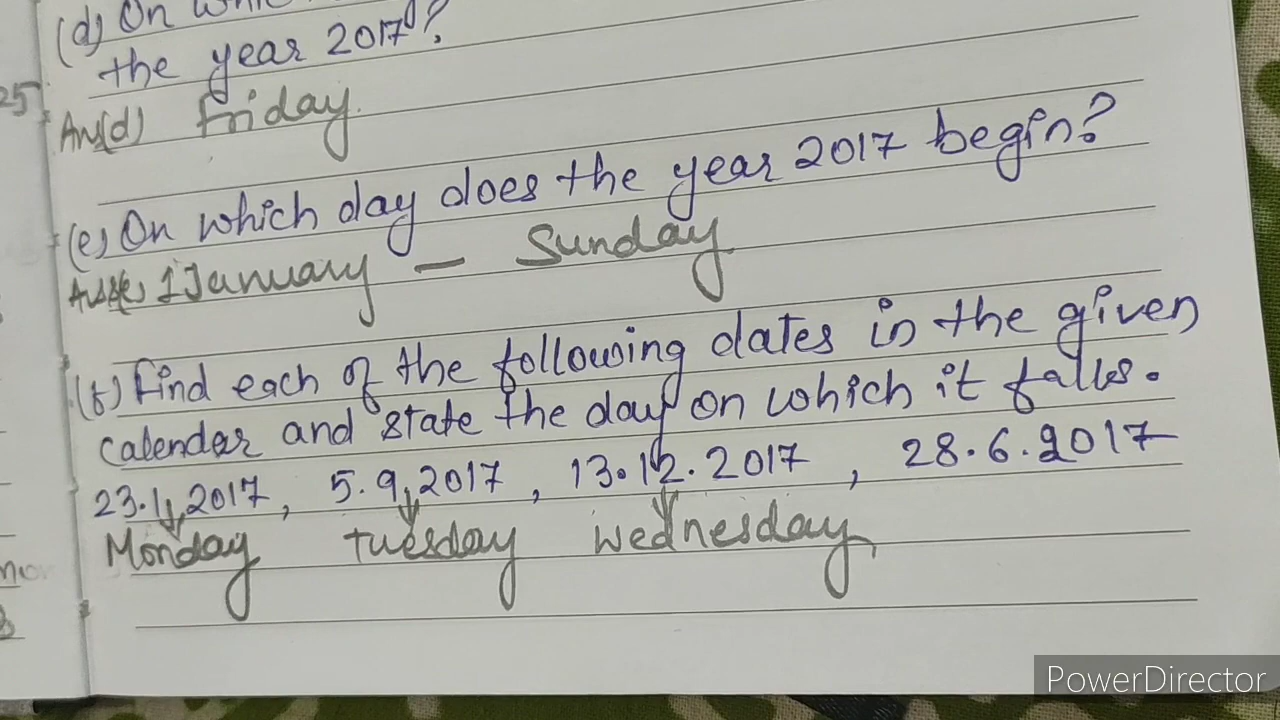 (d) On
the year 2017?
25
Ans(d) Friday.
(e) On which day does the year 2017 begin?
1 January - Sunday
(f) Find each of the following dates in the given
calender and state the day on which it falls.
23.1.2017, 5.9.2017, 13.12.2017, 28.6.2017
Monday tuesday wednesday
PowerDirector